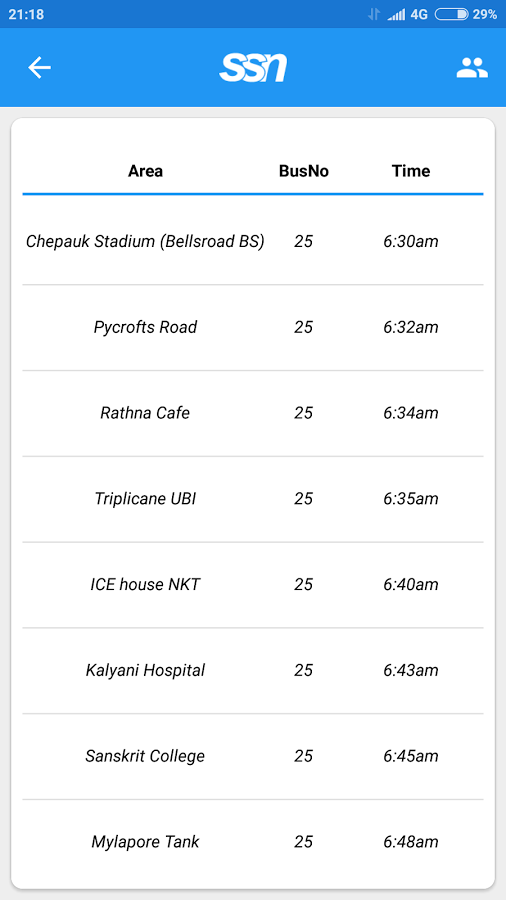 21:18 4G 29%
ssn
Area BusNo Time
Chepauk Stadium (Bellsroad BS) 25 6:30am
Pycrofts Road 25 6:32am
Rathna Cafe 25 6:34am
Triplicane UBI 25 6:35am
ICE house NKT 25 6:40am
Kalyani Hospital 25 6:43am
Sanskrit College 25 6:45am
Mylapore Tank 25 6:48am